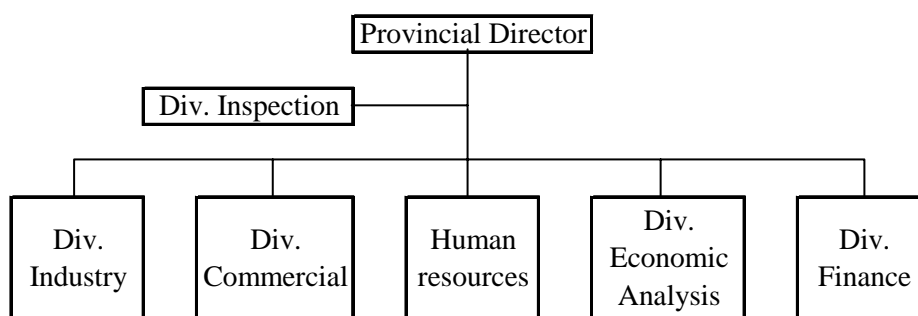 Provincial Director
Div. Inspection
Div.
Industry
Div.
Commercial
Human
resources
Div.
Economic
Analysis
Div.
Finance